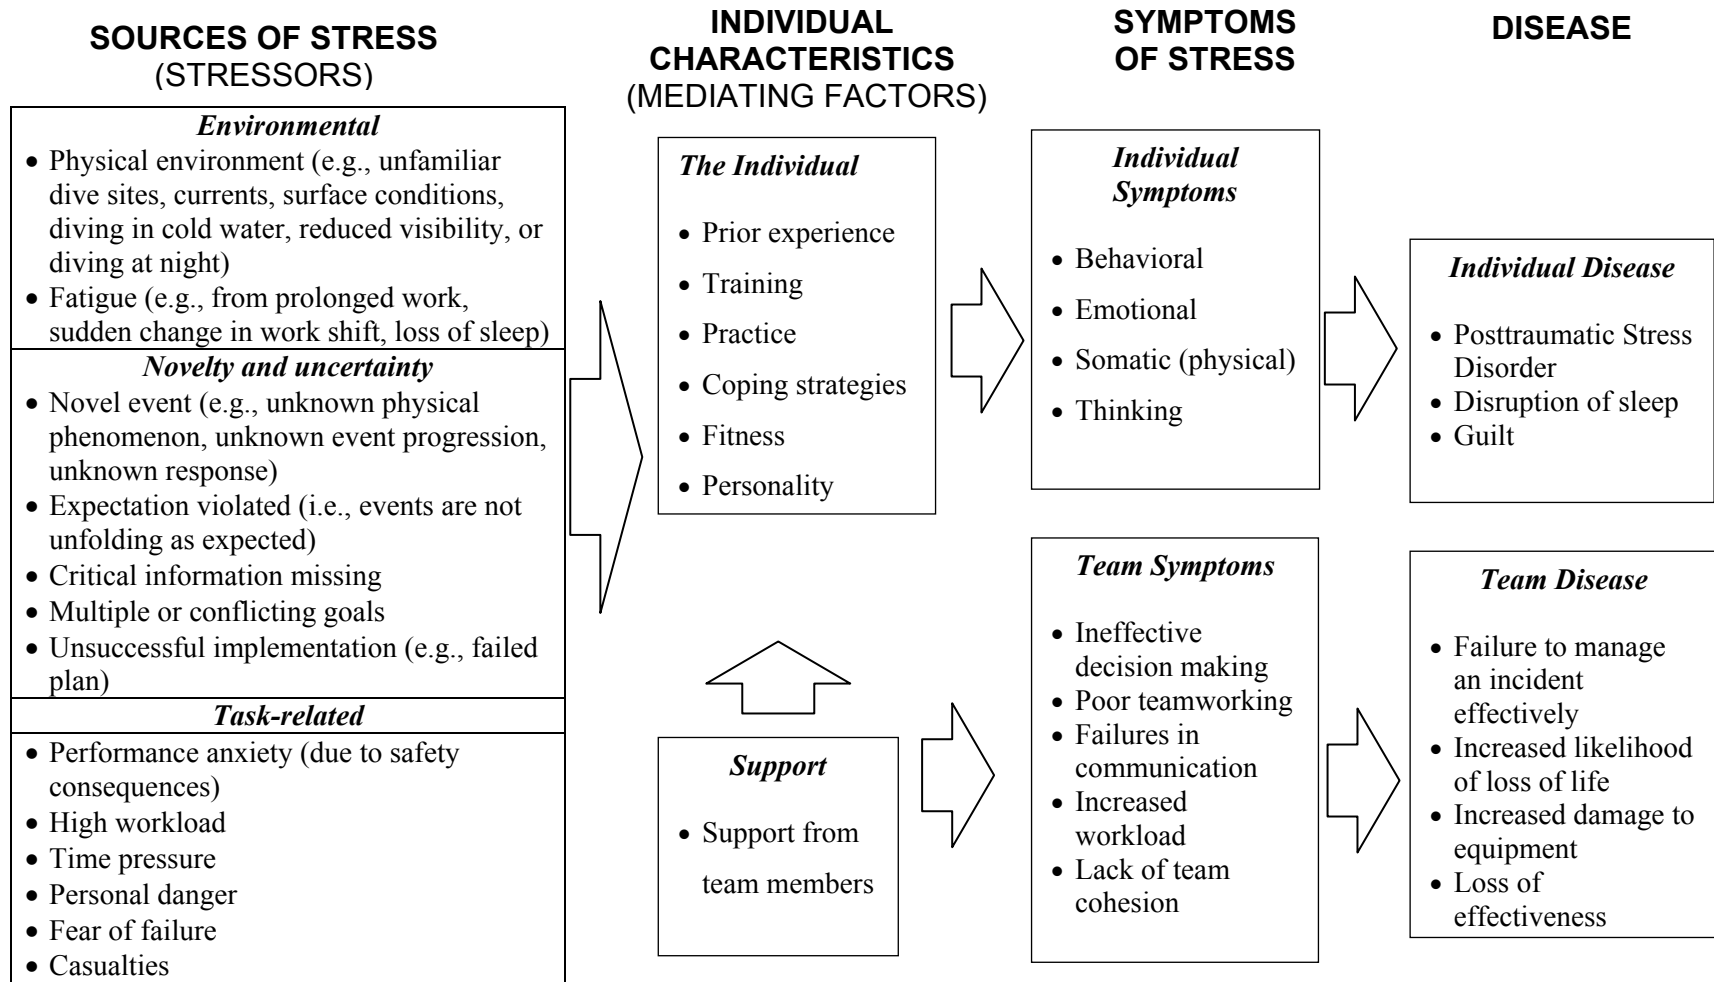 SOURCES OF STRESS
(STRESSORS)
Environmental
• Physical environment (e.g., unfamiliar
dive sites, currents, surface conditions,
diving in cold water, reduced visibility, or
diving at night)
• Fatigue (e.g., from prolonged work,
sudden change in work shift, loss of sleep)
Novelty and uncertainty
• Novel event (e.g., unknown physical
phenomenon, unknown event progression,
unknown response)
• Expectation violated (i.e., events are not
unfolding as expected)
• Critical information missing
• Multiple or conflicting goals
• Unsuccessful implementation (e.g., failed
plan)
Task-related
• Performance anxiety (due to safety
consequences)
• High workload
• Time pressure
• Personal danger
• Fear of failure
• Casualties
INDIVIDUAL
CHARACTERISTICS
(MEDIATING FACTORS)
The Individual
• Prior experience
• Training
• Practice
• Coping strategies
• Fitness
• Personality
Support
• Support from
team members
SYMPTOMS
OF STRESS
Individual
Symptoms
• Behavioral
• Emotional
• Somatic (physical)
• Thinking
Team Symptoms
• Ineffective
decision making
• Poor teamworking
• Failures in
communication
• Increased
workload
• Lack of team
cohesion
DISEASE
Individual Disease
• Posttraumatic Stress
Disorder
• Disruption of sleep
• Guilt
Team Disease
• Failure to manage
an incident
effectively
• Increased likelihood
of loss of life
• Increased damage to
equipment
• Loss of
effectiveness